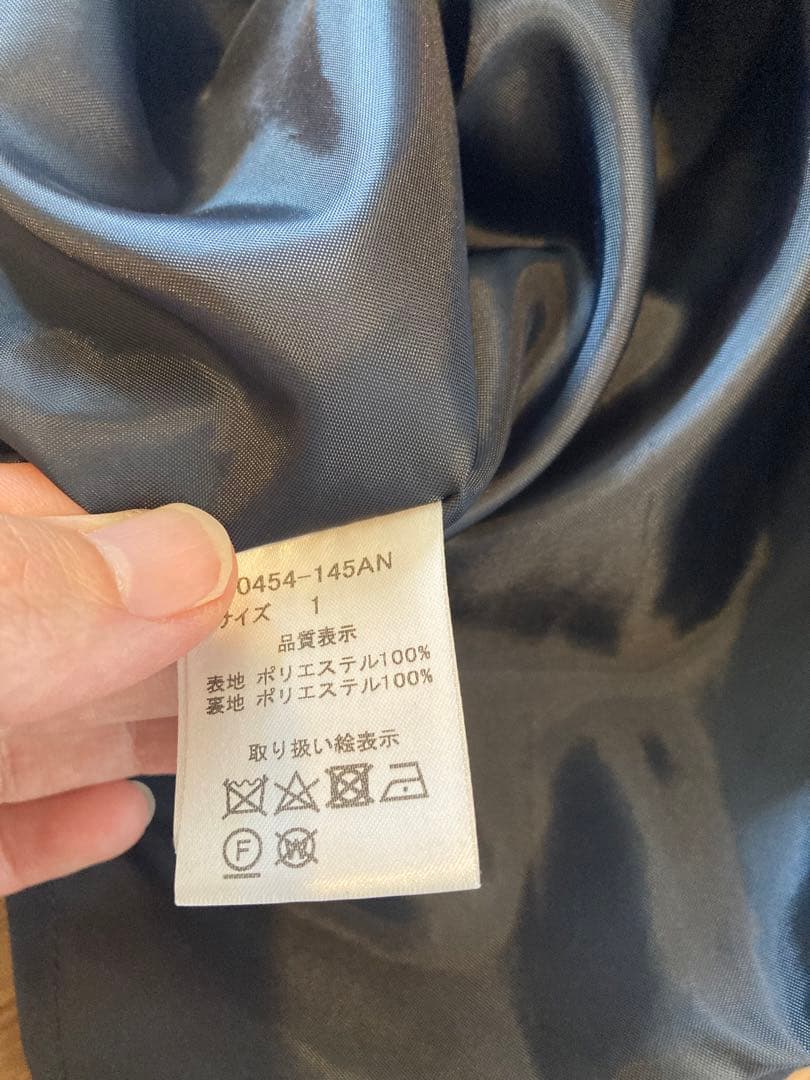 0454-145AN
サイズ 1
品質表示
表地 ポリエステル100%
裏地 ポリエステル100%
取り扱い絵表示
F W